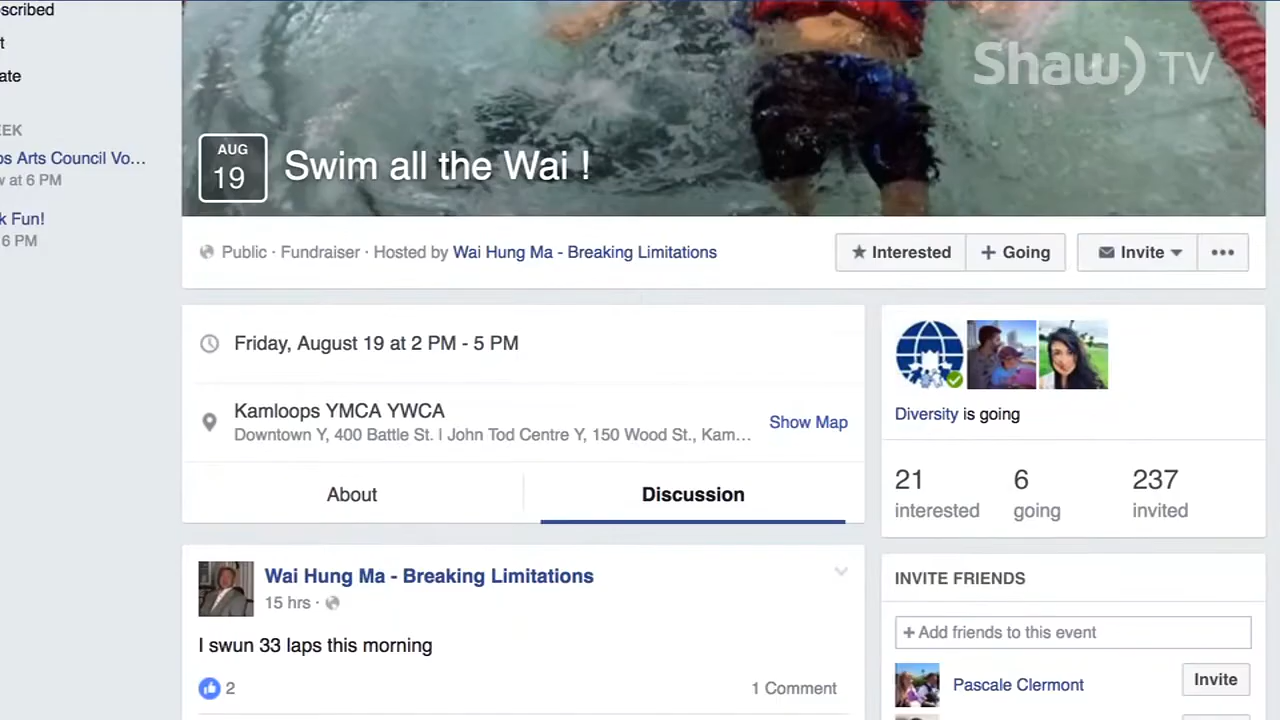 scribed
t
ate
EEK
os Arts Council Vo...
w at 6 PM
k Fun!
6 PM
Shaw) TV
AUG
19
Swim all the Wai !
Public · Fundraiser · Hosted by Wai Hung Ma - Breaking Limitations
Interested
+ Going
Invite
Friday, August 19 at 2 PM - 5 PM
Kamloops YMCA YWCA
Downtown Y, 400 Battle St. l John Tod Centre Y, 150 Wood St., Kam...
Show Map
About
Discussion
Diversity is going
21
interested
6
going
237
invited
Wai Hung Ma - Breaking Limitations
15 hrs ·
I swun 33 laps this morning
2
1 Comment
INVITE FRIENDS
+ Add friends to this event
Pascale Clermont
Invite